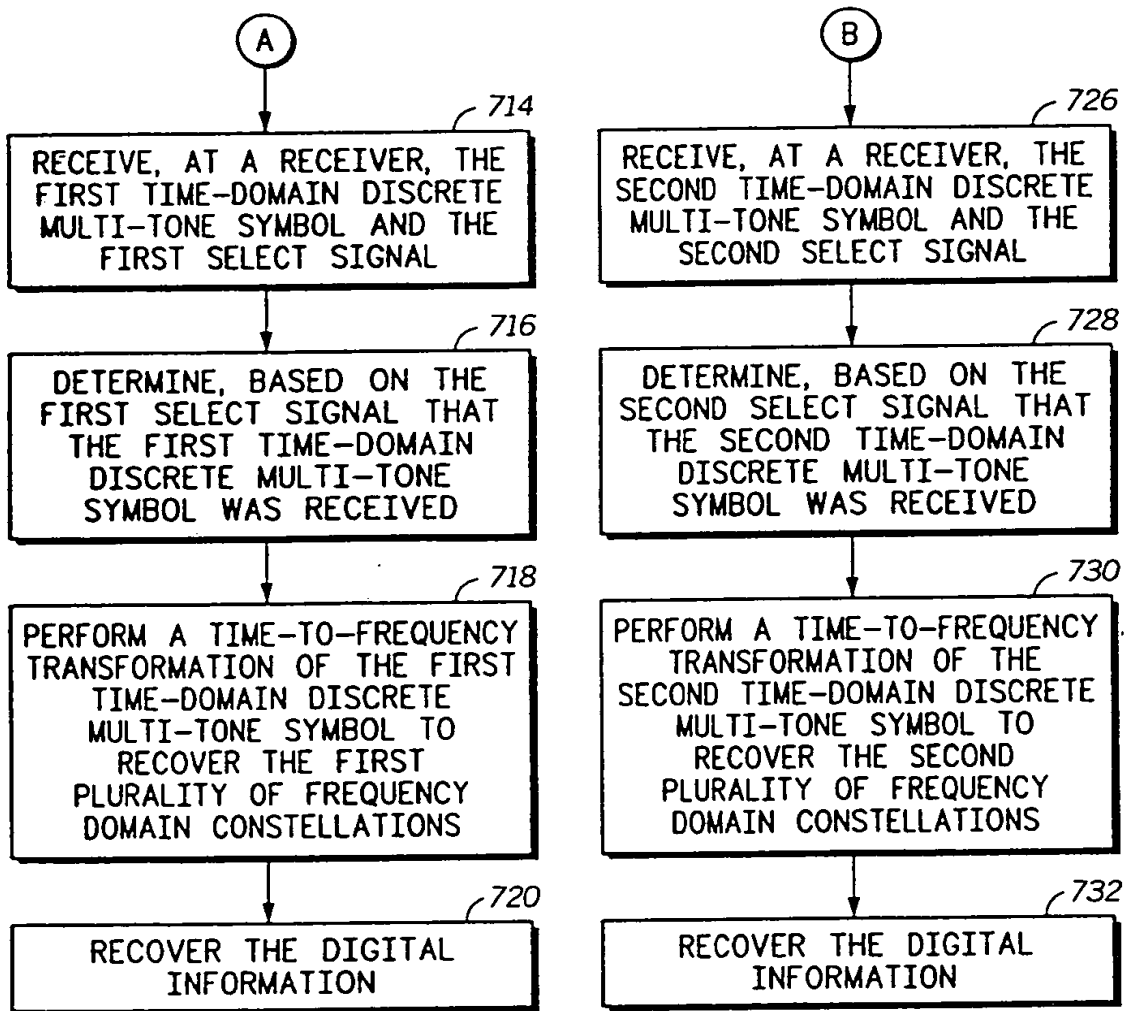 A
714
RECEIVE, AT A RECEIVER, THE
FIRST TIME-DOMAIN DISCRETE
MULTI-TONE SYMBOL AND THE
FIRST SELECT SIGNAL
716
DETERMINE, BASED ON THE
FIRST SELECT SIGNAL THAT
THE FIRST TIME-DOMAIN
DISCRETE MULTI-TONE
SYMBOL WAS RECEIVED
718
PERFORM A TIME-TO-FREQUENCY
TRANSFORMATION OF THE FIRST
TIME-DOMAIN DISCRETE
MULTI-TONE SYMBOL TO
RECOVER THE FIRST
PLURALITY OF FREQUENCY
DOMAIN CONSTELLATIONS
720
RECOVER THE DIGITAL
INFORMATION
B
726
RECEIVE, AT A RECEIVER, THE
SECOND TIME-DOMAIN DISCRETE
MULTI-TONE SYMBOL AND THE
SECOND SELECT SIGNAL
728
DETERMINE, BASED ON THE
SECOND SELECT SIGNAL THAT
THE SECOND TIME-DOMAIN
DISCRETE MULTI-TONE
SYMBOL WAS RECEIVED
730
PERFORM A TIME-TO-FREQUENCY
TRANSFORMATION OF THE
SECOND TIME-DOMAIN DISCRETE
MULTI-TONE SYMBOL TO
RECOVER THE SECOND
PLURALITY OF FREQUENCY
DOMAIN CONSTELLATIONS
732
RECOVER THE DIGITAL
INFORMATION